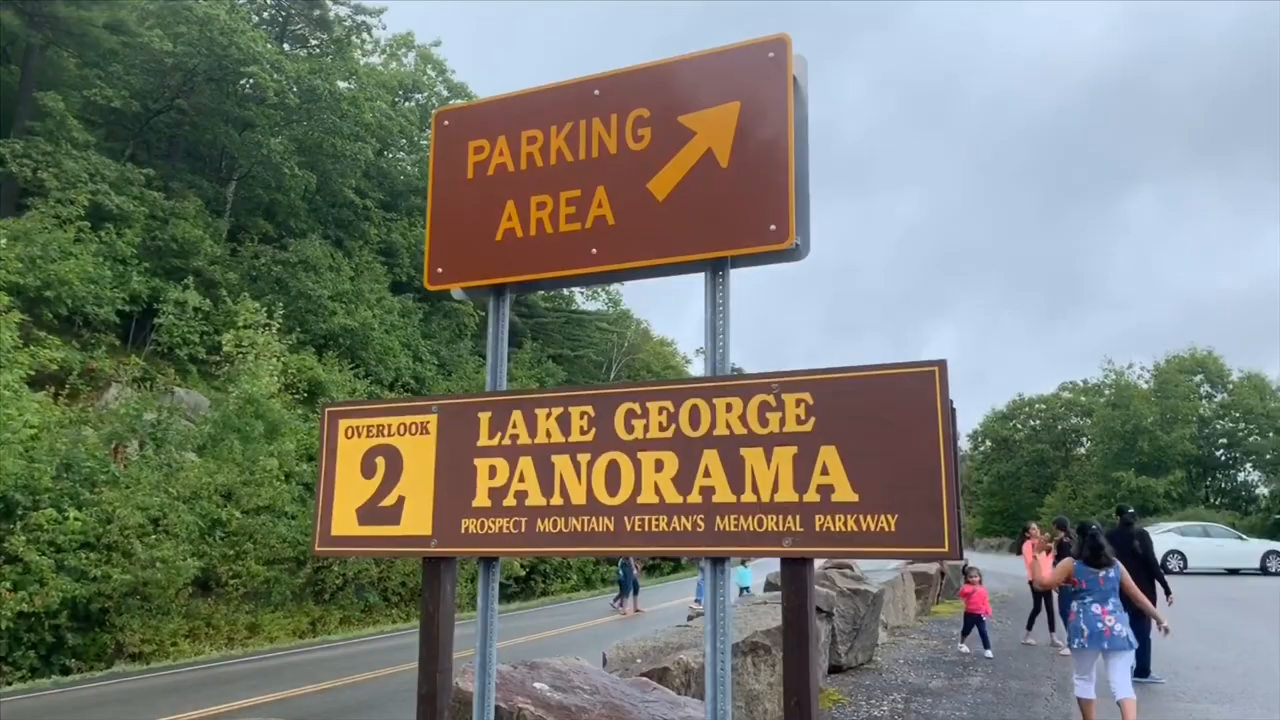 PARKING
AREA
OVERLOOK
2
LAKE GEORGE
PANORAMA
PROSPECT MOUNTAIN VETERAN'S MEMORIAL PARKWAY